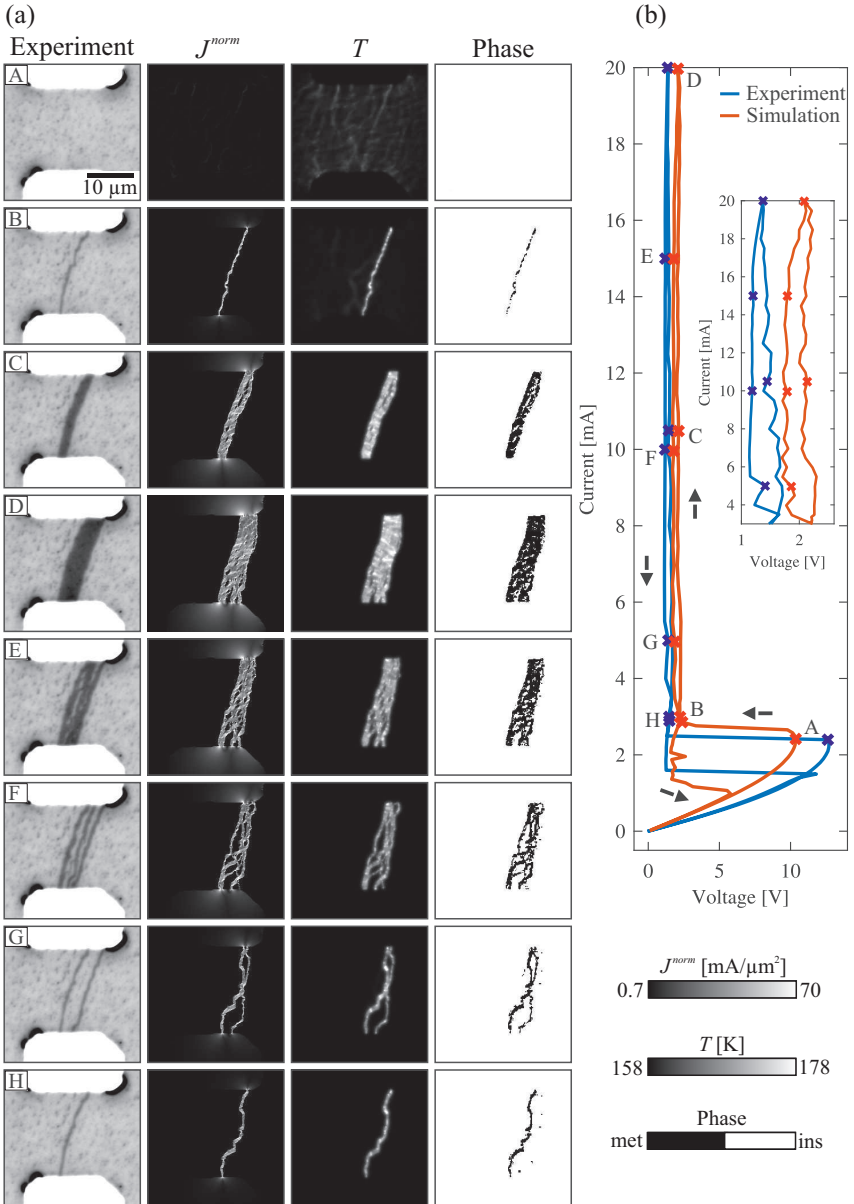 (a)
Experiment J^norm T Phase
A
10 µm
B
C
D
E
F
G
H
(b)
20
18
16
14
12
10
8
6
4
2
0
Current [mA]
0 5 10
Voltage [V]
Experiment
Simulation
D
E
C
F
G
B
H
A
20
18
16
14
12
10
8
6
4
Current [mA]
1 2
Voltage [V]
J^norm [mA/µm²]
0.7 70
T [K]
158 178
Phase
met ins